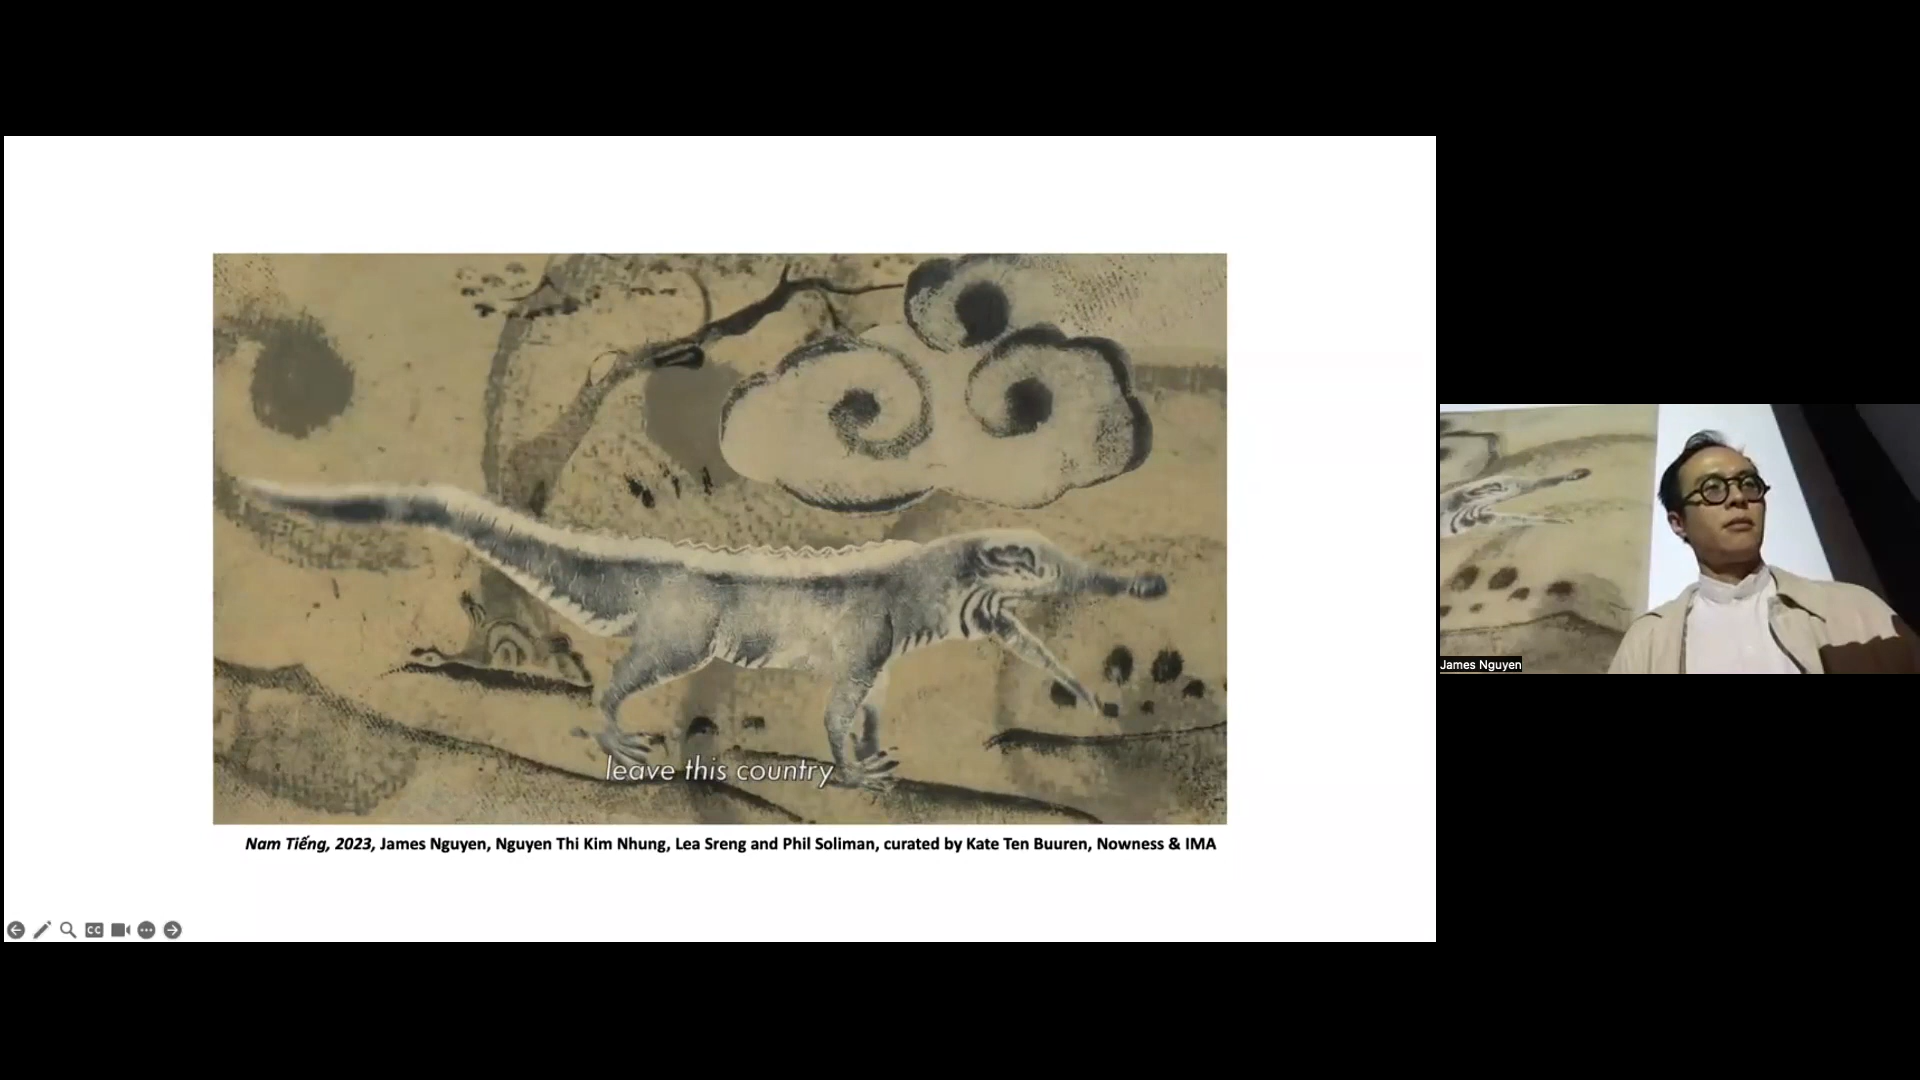 leave this country
Nam Tiếng, 2023, James Nguyen, Nguyen Thi Kim Nhung, Lea Sreng and Phil Soliman, curated by Kate Ten Buuren, Nowness & IMA
James Nguyen
CC